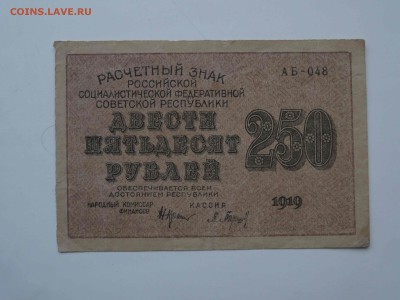 COINS.LAVE.RU
РАСЧЕТНЫЙ ЗНАК
РОССИЙСКОЙ
СОЦИАЛИСТИЧЕСКОЙ ФЕДЕРАТИВНОЙ
СОВЕТСКОЙ РЕСПУБЛИКИ
АБ-048
ДВЕСТИ
ПЯТЬДЕСЯТ
РУБЛЕЙ
250
ОБЕСПЕЧИВАЕТСЯ ВСЕМ
ДОСТОЯНИЕМ РЕСПУБЛИКИ
1919
НАРОДНЫЙ КОМИССАР
ФИНАНСОВ
КАССИР